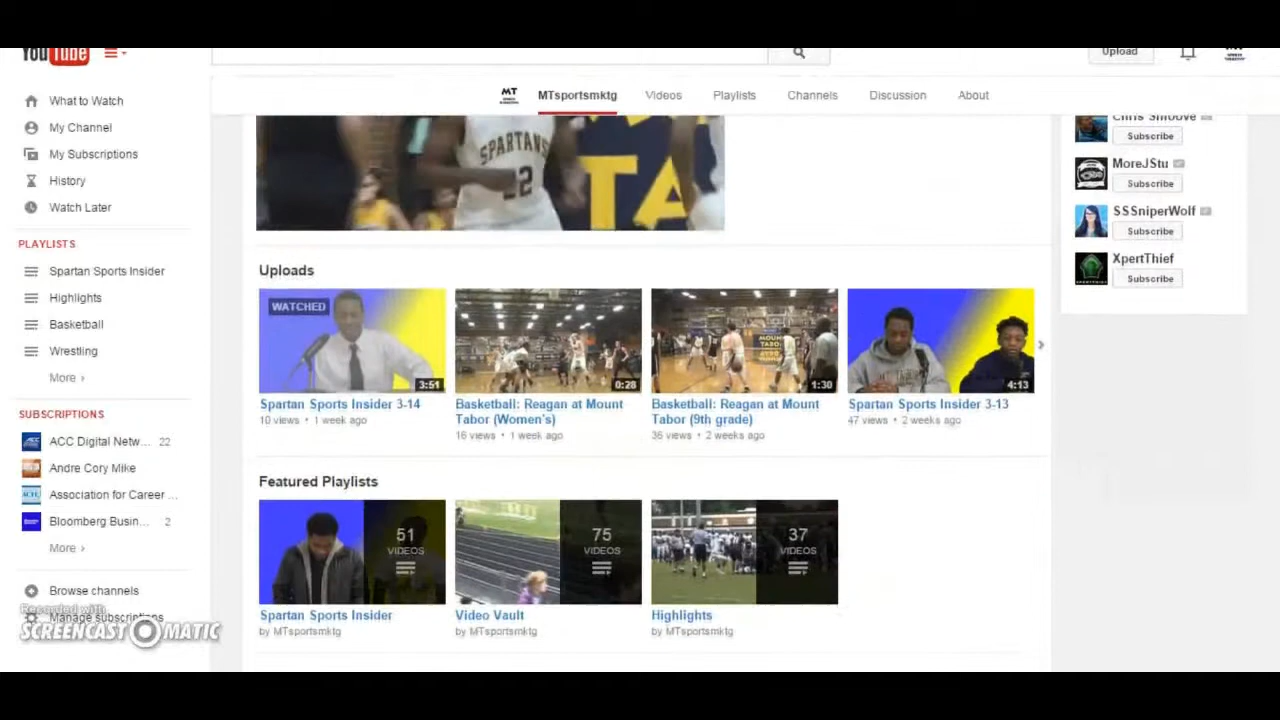 YouTube
Upload
What to Watch
My Channel
My Subscriptions
History
Watch Later
PLAYLISTS
Spartan Sports Insider
Highlights
Basketball
Wrestling
More ›
SUBSCRIPTIONS
ACC Digital Netw... 22
Andre Cory Mike
Association for Career ...
Bloomberg Busin... 2
More ›
Browse channels
Manage subscriptions
Recorded with
SCREENCAST-O-MATIC
MT
MTsportsmktg
Videos
Playlists
Channels
Discussion
About
SPARTANS
TA
Uploads
WATCHED
3:51
Spartan Sports Insider 3-14
10 views • 1 week ago
0:28
Basketball: Reagan at Mount
Tabor (Women's)
16 views • 1 week ago
MOUNT
TABOR
1:30
Basketball: Reagan at Mount
Tabor (9th grade)
36 views • 2 weeks ago
4:13
Spartan Sports Insider 3-13
47 views • 2 weeks ago
Featured Playlists
51
VIDEOS
Spartan Sports Insider
by MTsportsmktg
75
VIDEOS
Video Vault
by MTsportsmktg
37
VIDEOS
Highlights
by MTsportsmktg
Chris Smoove
Subscribe
MoreJStu
Subscribe
SSSniperWolf
Subscribe
XpertThief
Subscribe